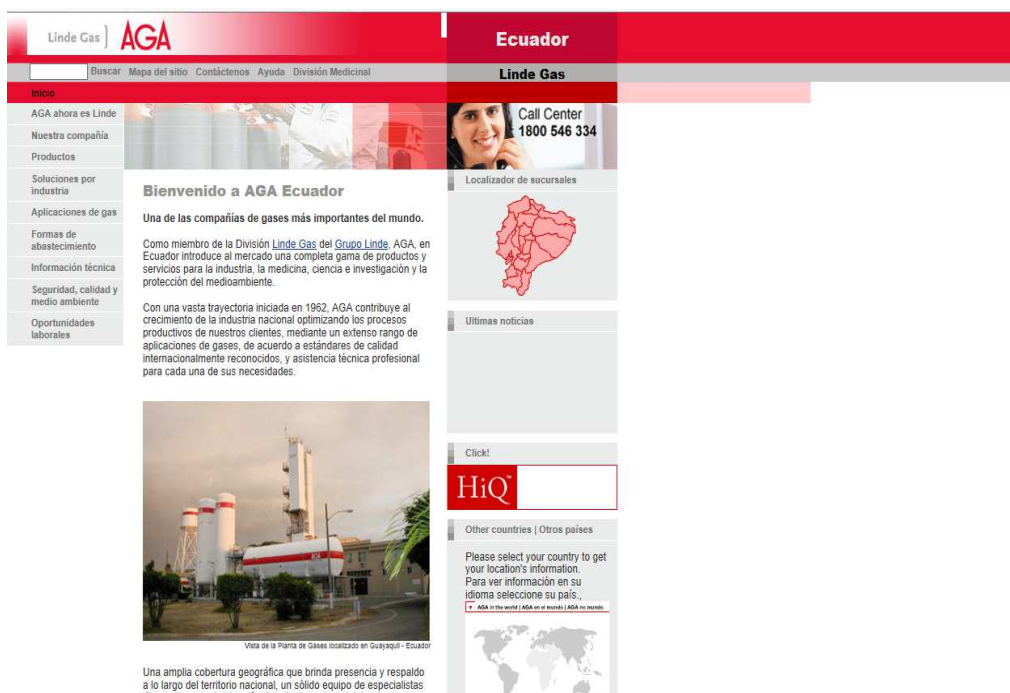 Linde Gas
AGA
Ecuador
Buscar Mapa del sitio Contáctenos Ayuda División Medicinal
Linde Gas
Inicio
AGA ahora es Linde
Nuestra compañía
Productos
Soluciones por
industria
Aplicaciones de gas
Formas de
abastecimiento
Información técnica
Seguridad, calidad y
medio ambiente
Oportunidades
laborales
Bienvenido a AGA Ecuador
Una de las compañías de gases más importantes del mundo.
Como miembro de la División Linde Gas del Grupo Linde, AGA, en
Ecuador introduce al mercado una completa gama de productos y
servicios para la industria, la medicina, ciencia e investigación y la
protección del medioambiente.
Con una vasta trayectoria iniciada en 1962, AGA contribuye al
crecimiento de la industria nacional optimizando los procesos
productivos de nuestros clientes, mediante un extenso rango de
aplicaciones de gases, de acuerdo a estándares de calidad
internacionalmente reconocidos, y asistencia técnica profesional
para cada una de sus necesidades.
AGA
Vista de la Planta de Gases localizado en Guayaquil - Ecuador
Una amplia cobertura geográfica que brinda presencia y respaldo
a lo largo del territorio nacional, un sólido equipo de especialistas
Call Center
1800 546 334
Localizador de sucursales
Ultimas noticias
Click!
HiQ™
Other countries | Otros países
Please select your country to get
your location's information.
Para ver información en su
idioma seleccione su país.,
AGA in the world | AGA en el mundo | AGA no mundo